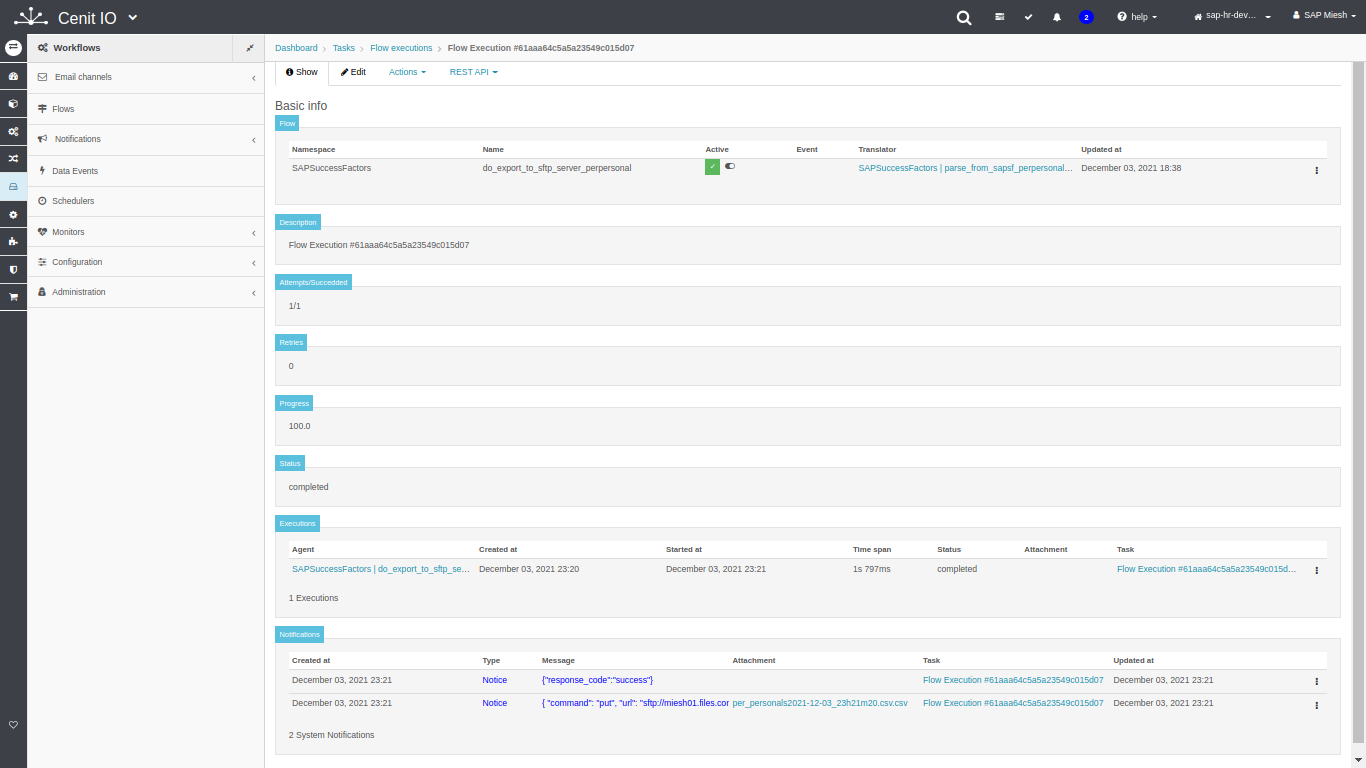 Cenit IO
2
help
sap-hr-dev…
SAP Miesh
Workflows
Email channels
Flows
Notifications
Data Events
Schedulers
Monitors
Configuration
Administration
Dashboard › Tasks › Flow executions › Flow Execution #61aaa64c5a5a23549c015d07
Show Edit Actions REST API
Basic info
Flow
Namespace Name Active Event Translator Updated at
SAPSuccessFactors do_export_to_sftp_server_perpersonal ✓ SAPSuccessFactors | parse_from_sapsf_perpersonal… December 03, 2021 18:38
Description
Flow Execution #61aaa64c5a5a23549c015d07
Attempts/Succedded
1/1
Retries
0
Progress
100.0
Status
completed
Executions
Agent Created at Started at Time span Status Attachment Task
SAPSuccessFactors | do_export_to_sftp_se… December 03, 2021 23:20 December 03, 2021 23:21 1s 797ms completed Flow Execution #61aaa64c5a5a23549c015d…
1 Executions
Notifications
Created at Type Message Attachment Task Updated at
December 03, 2021 23:21 Notice {"response_code":"success"} Flow Execution #61aaa64c5a5a23549c015d07 December 03, 2021 23:21
December 03, 2021 23:21 Notice { "command": "put", "url": "sftp://miesh01.files.cor per_personals2021-12-03_23h21m20.csv.csv Flow Execution #61aaa64c5a5a23549c015d07 December 03, 2021 23:21
2 System Notifications